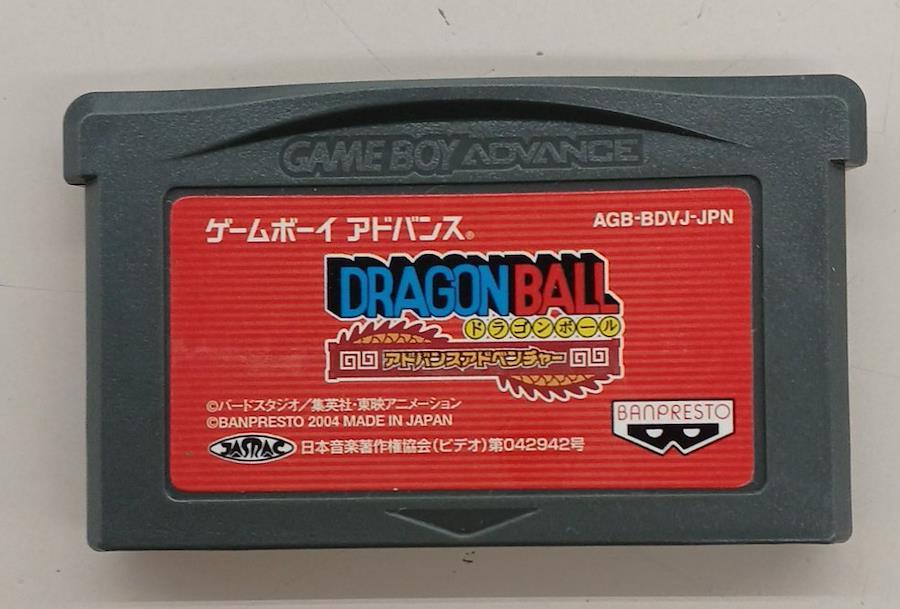 GAME BOY ADVANCE
ゲームボーイ アドバンス®
AGB-BDVJ-JPN
DRAGON BALL
ドラゴンボール
アドバンスアドベンチャー
©バードスタジオ/集英社・東映アニメーション
©BANPRESTO 2004 MADE IN JAPAN
BANPRESTO
JASRAC 日本音楽著作権協会(ビデオ)第042942号